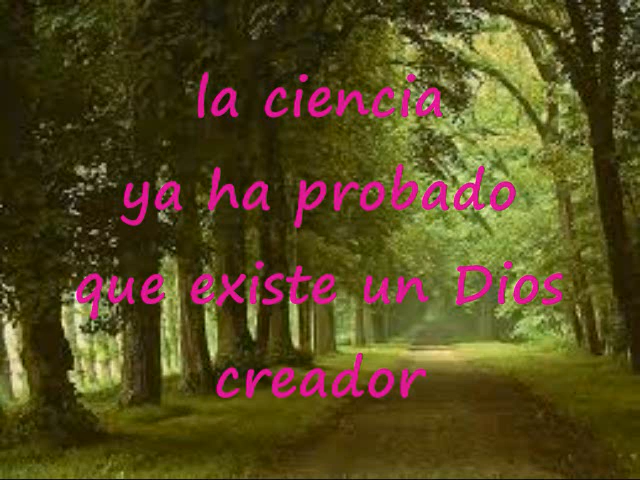 la ciencia
ya ha probado
que existe un Dios
creador